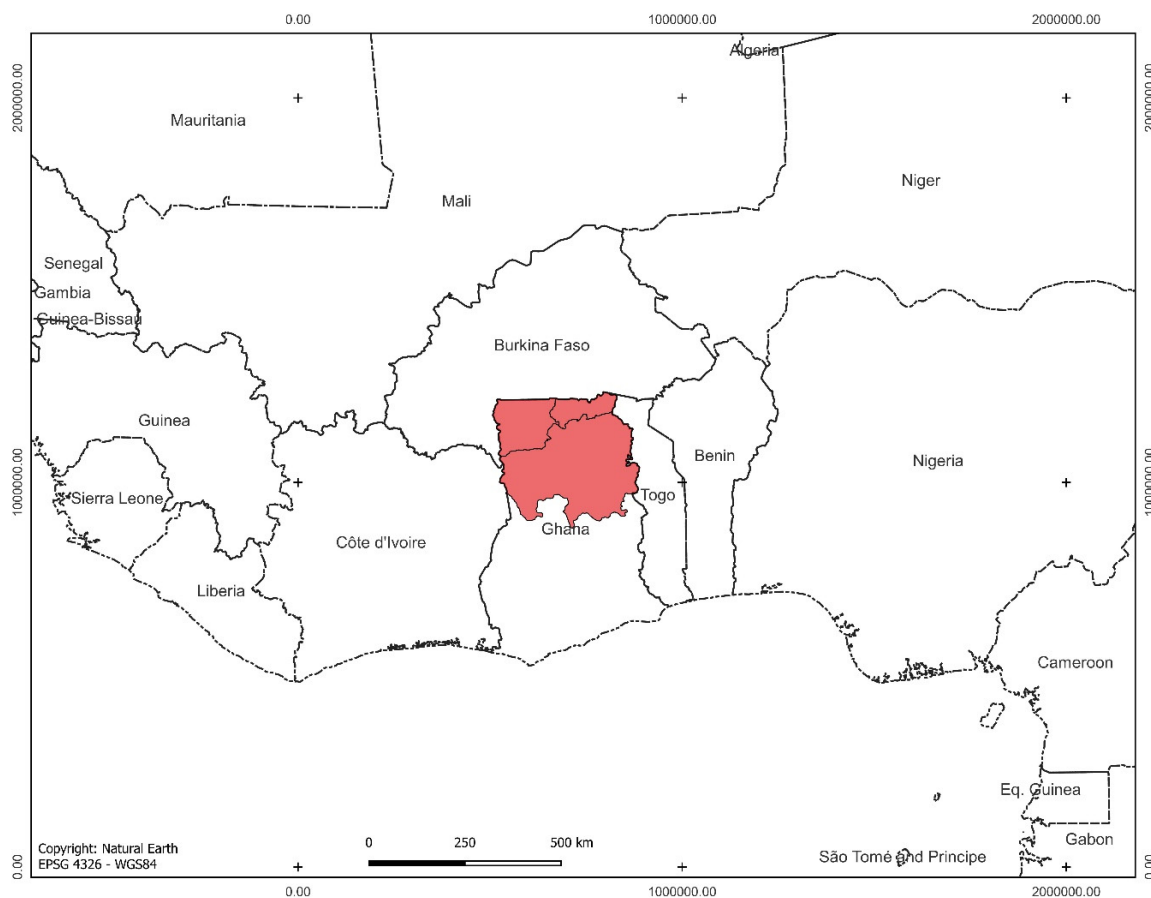 0.00
1000000.00
2000000.00
2000000.00
2000000.00
Algeria
Mauritania
Niger
Mali
Senegal
Gambia
Guinea-Bissau
Burkina Faso
Guinea
Benin
Nigeria
1000000.00
1000000.00
Sierra Leone
Togo
Ghana
Côte d'Ivoire
Liberia
Cameroon
Eq. Guinea
Gabon
0
250
500 km
Copyright: Natural Earth
EPSG 4326 - WGS84
São Tomé and Principe
0.00
0.00
0.00
1000000.00
2000000.00